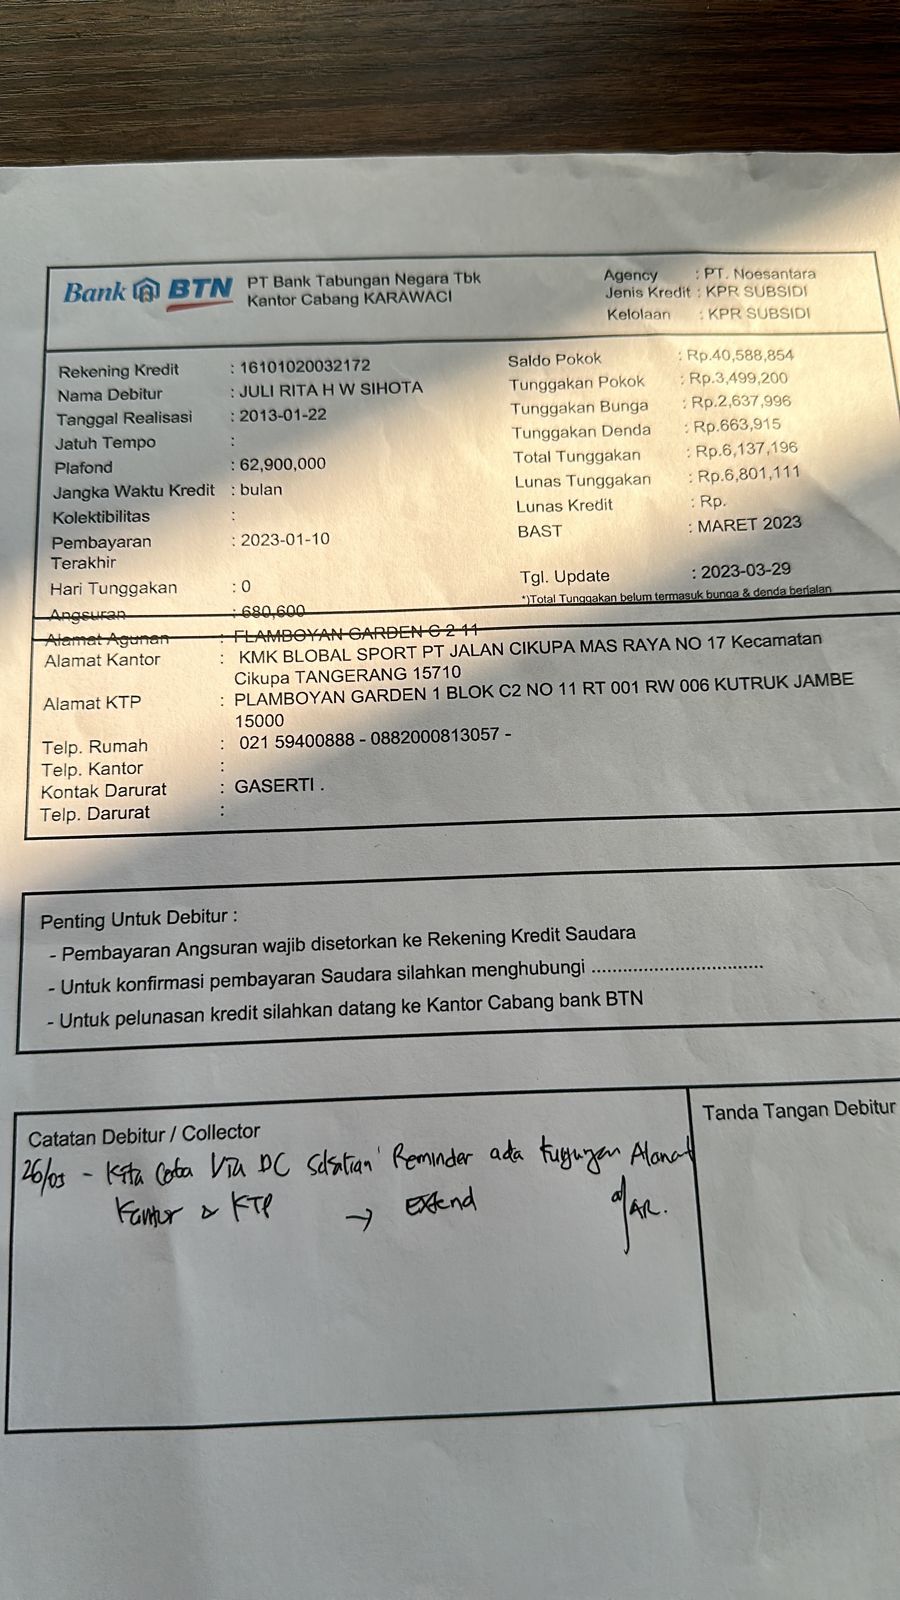 Bank BTN PT Bank Tabungan Negara Tbk
Kantor Cabang KARAWACI
Agency : PT. Noesantara
Jenis Kredit : KPR SUBSIDI
Kelolaan : KPR SUBSIDI
Rekening Kredit : 16101020032172
Nama Debitur : JULI RITA H W SIHOTA
Tanggal Realisasi : 2013-01-22
Jatuh Tempo :
Plafond : 62,900,000
Jangka Waktu Kredit : bulan
Kolektibilitas :
Pembayaran Terakhir : 2023-01-10
Hari Tunggakan : 0
Angsuran : 680,600
Saldo Pokok : Rp.40,588,854
Tunggakan Pokok : Rp.3,499,200
Tunggakan Bunga : Rp.2,637,996
Tunggakan Denda : Rp.663,915
Total Tunggakan : Rp.6,137,196
Lunas Tunggakan : Rp.6,801,111
Lunas Kredit : Rp.
BAST : MARET 2023
Tgl. Update : 2023-03-29
*)Total Tunggakan belum termasuk bunga & denda berjalan
Alamat Agunan : FLAMBOYAN GARDEN C 2 11
Alamat Kantor : KMK BLOBAL SPORT PT JALAN CIKUPA MAS RAYA NO 17 Kecamatan
Cikupa TANGERANG 15710
Alamat KTP : PLAMBOYAN GARDEN 1 BLOK C2 NO 11 RT 001 RW 006 KUTRUK JAMBE
15000
Telp. Rumah : 021 59400888 - 0882000813057 -
Telp. Kantor :
Kontak Darurat : GASERTI .
Telp. Darurat :
Penting Untuk Debitur :
- Pembayaran Angsuran wajib disetorkan ke Rekening Kredit Saudara
- Untuk konfirmasi pembayaran Saudara silahkan menghubungi ................................
- Untuk pelunasan kredit silahkan datang ke Kantor Cabang bank BTN
Catatan Debitur / Collector
Tanda Tangan Debitur
26/03 - Kita Coba Via DC Reminder ada Alamat
Kantor & KTP → Extend AR.